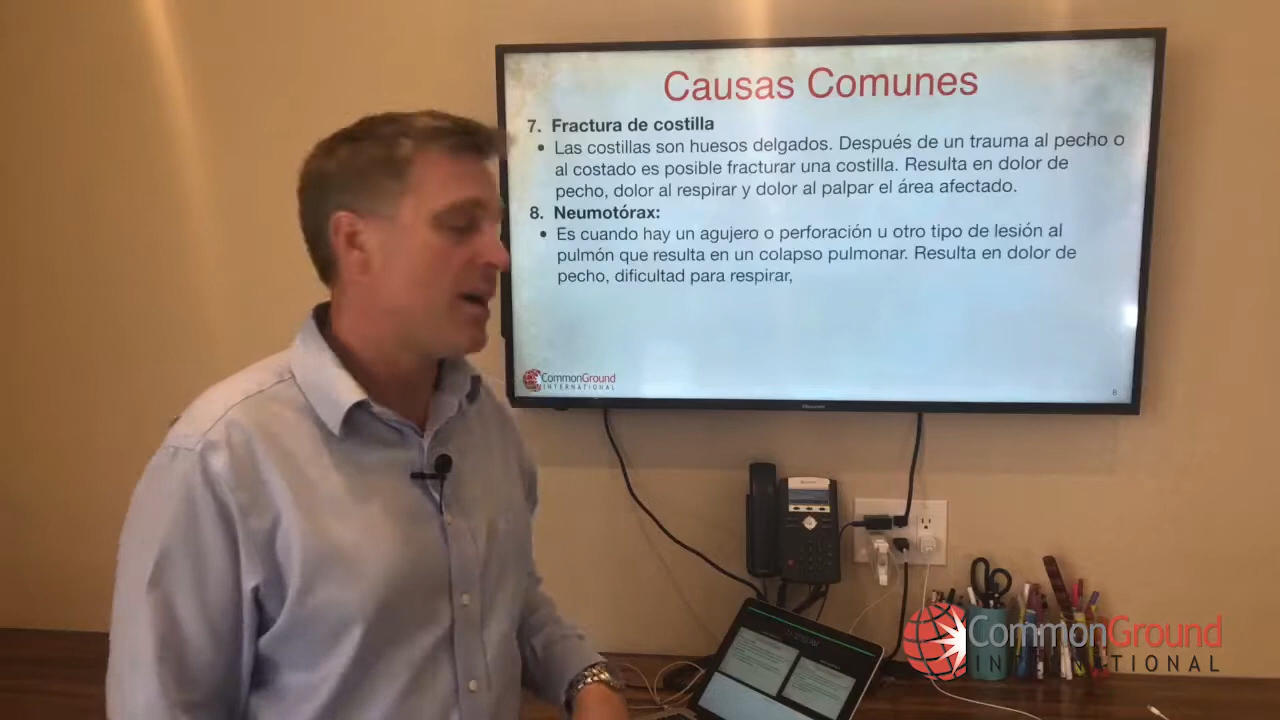 Causas Comunes
7. Fractura de costilla
• Las costillas son huesos delgados. Después de un trauma al pecho o
al costado es posible fracturar una costilla. Resulta en dolor de
pecho, dolor al respirar y dolor al palpar el área afectado.
8. Neumotórax:
• Es cuando hay un agujero o perforación u otro tipo de lesión al
pulmón que resulta en un colapso pulmonar. Resulta en dolor de
pecho, dificultad para respirar,
CommonGround
INTERNATIONAL
8
CommonGround
INTERNATIONAL